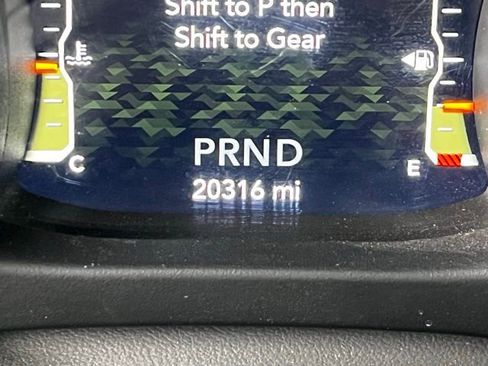 Shift to P then
Shift to Gear
PRND
C
E
20316 mi